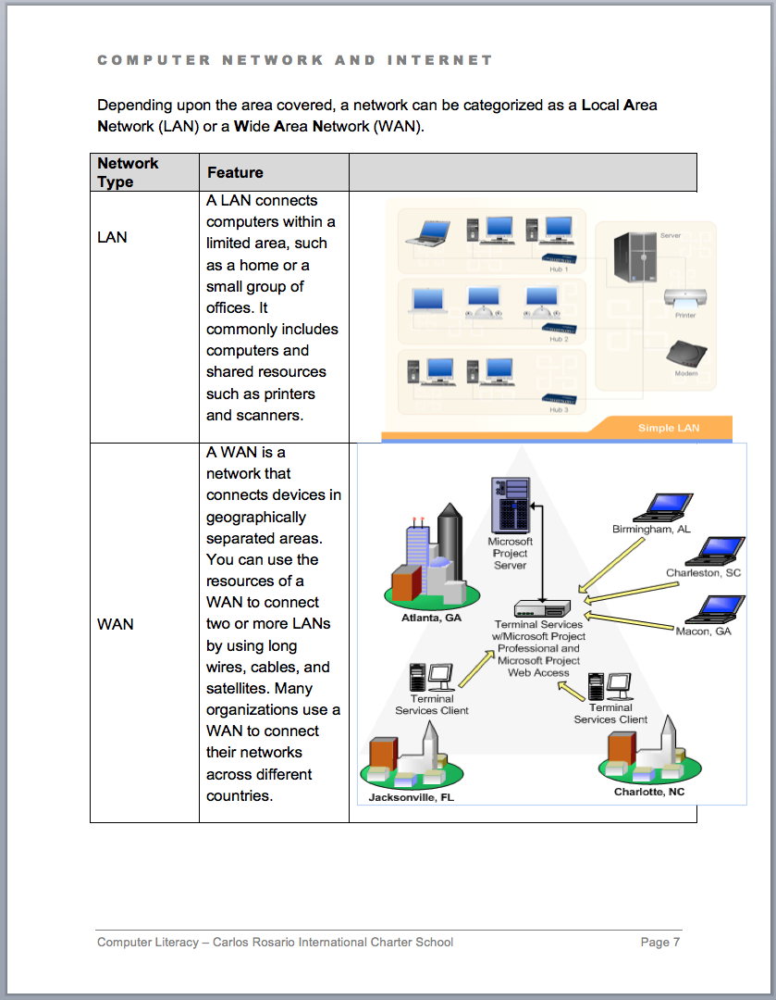 COMPUTER NETWORK AND INTERNET
Depending upon the area covered, a network can be categorized as a Local Area
Network (LAN) or a Wide Area Network (WAN).
Network
Type
Feature
LAN
A LAN connects
computers within a
limited area, such
as a home or a
small group of
offices. It
commonly includes
computers and
shared resources
such as printers
and scanners.
Hub 1
Hub 2
Hub 3
Server
Printer
Modem
Simple LAN
WAN
A WAN is a
network that
connects devices in
geographically
separated areas.
You can use the
resources of a
WAN to connect
two or more LANs
by using long
wires, cables, and
satellites. Many
organizations use a
WAN to connect
their networks
across different
countries.
Microsoft
Project
Server
Birmingham, AL
Charleston, SC
Macon, GA
Atlanta, GA
Terminal Services
w/Microsoft Project
Professional and
Microsoft Project
Web Access
Terminal
Services Client
Terminal
Services Client
Jacksonville, FL
Charlotte, NC
Computer Literacy – Carlos Rosario International Charter School
Page 7